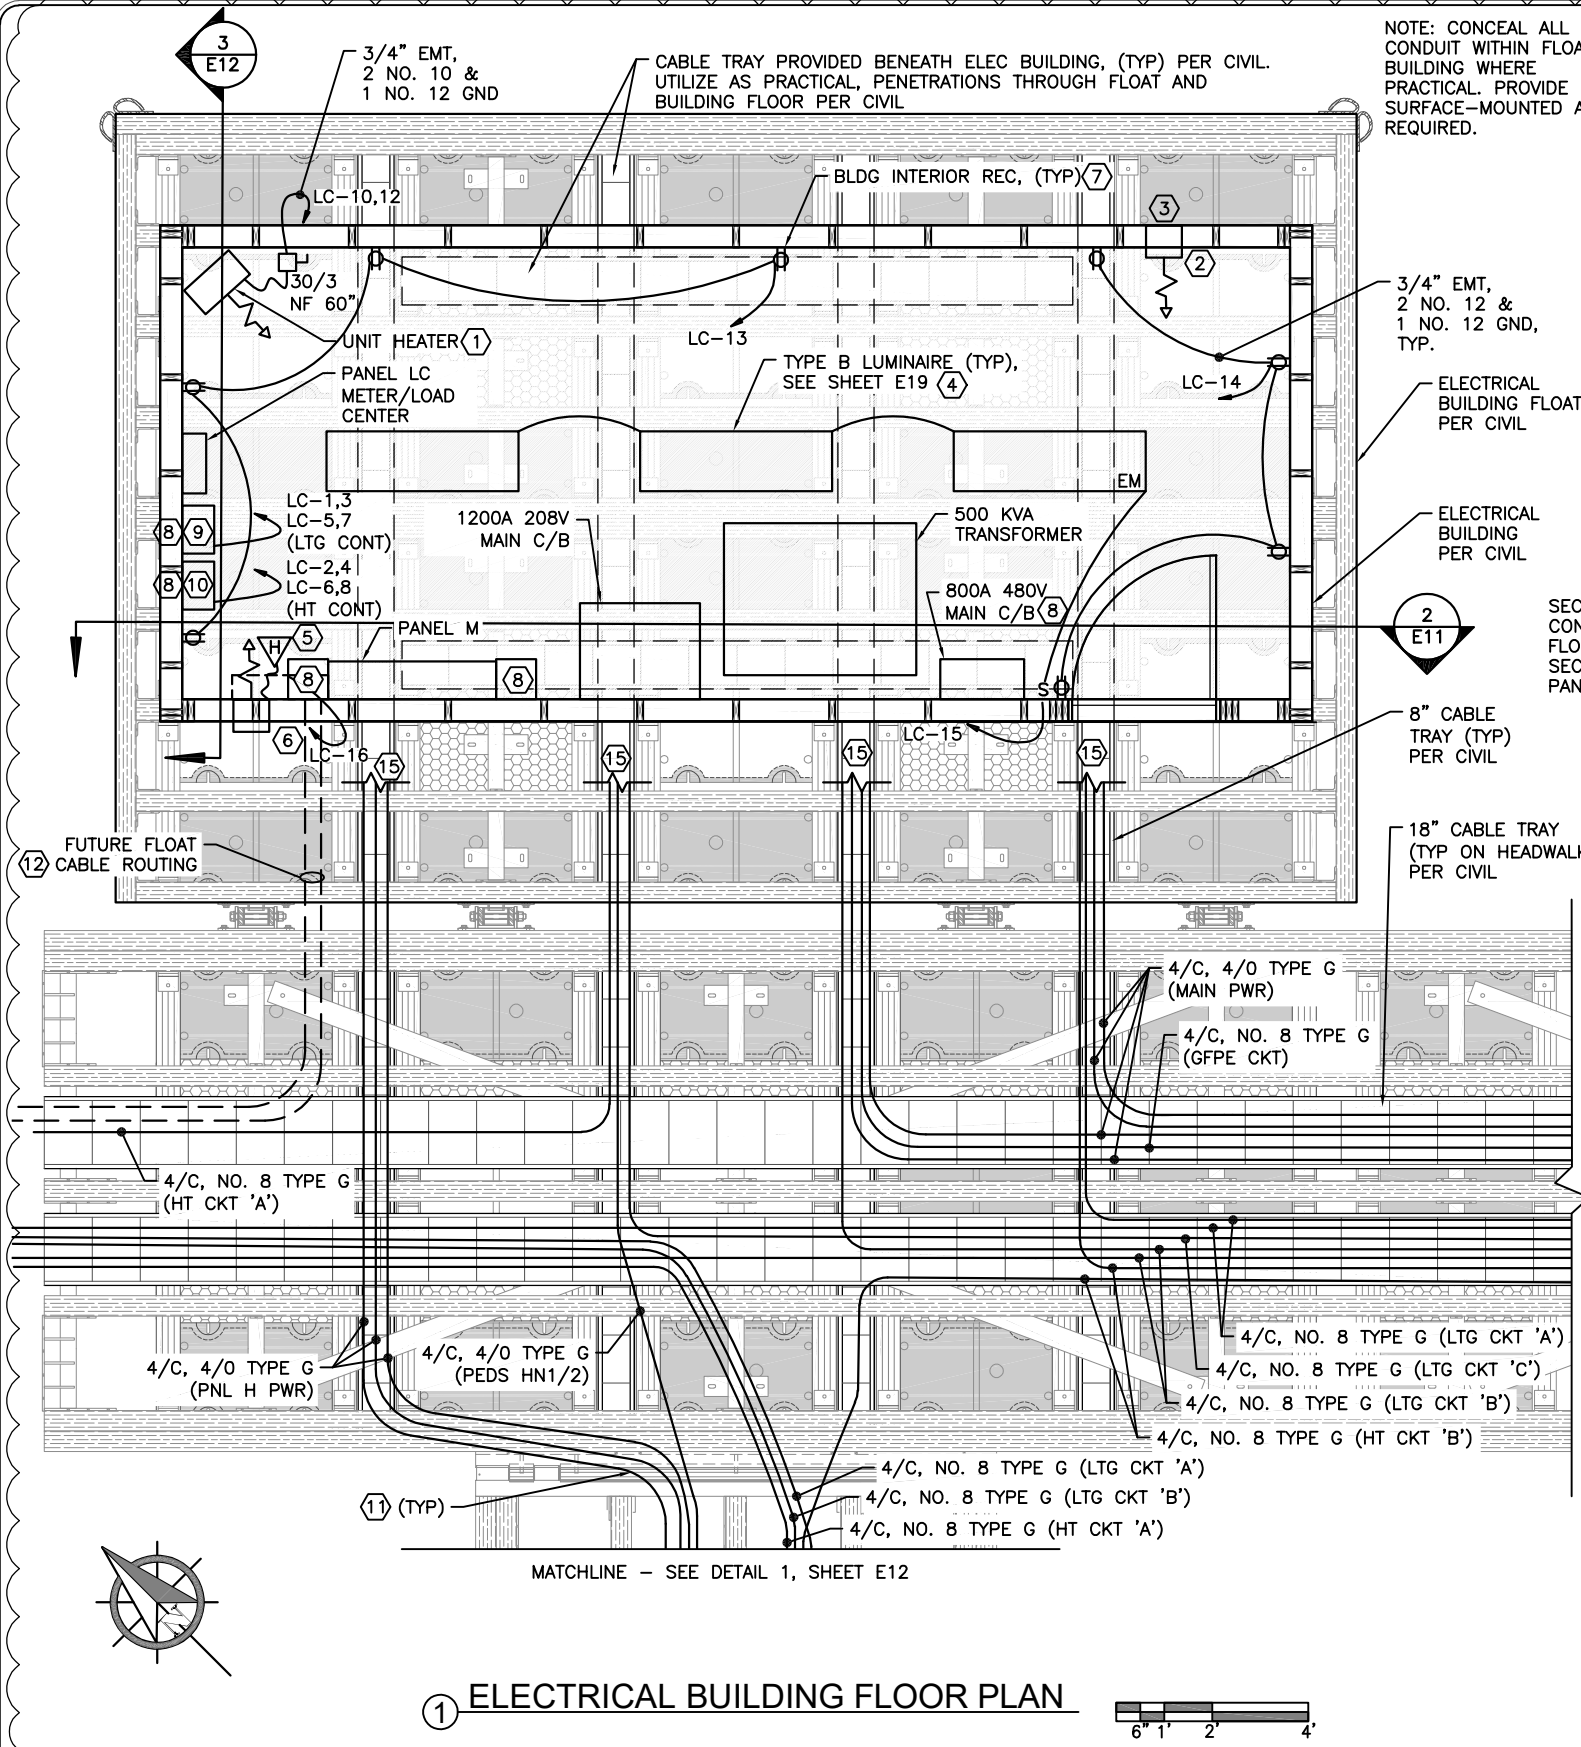 3
E12
3/4" EMT,
2 NO. 10 &
1 NO. 12 GND
CABLE TRAY PROVIDED BENEATH ELEC BUILDING, (TYP) PER CIVIL.
UTILIZE AS PRACTICAL, PENETRATIONS THROUGH FLOAT AND
BUILDING FLOOR PER CIVIL
NOTE: CONCEAL ALL
CONDUIT WITHIN FLOA
BUILDING WHERE
PRACTICAL. PROVIDE
SURFACE-MOUNTED A
REQUIRED.
LC-10,12
BLDG INTERIOR REC, (TYP) 7
3
2
30/3
NF 60"
UNIT HEATER 1
LC-13
3/4" EMT,
2 NO. 12 &
1 NO. 12 GND,
TYP.
PANEL LC
METER/LOAD
CENTER
TYPE B LUMINAIRE (TYP),
SEE SHEET E19 4
LC-14
ELECTRICAL
BUILDING FLOAT
PER CIVIL
EM
LC-1,3
LC-5,7
(LTG CONT)
8 9
1200A 208V
MAIN C/B
500 KVA
TRANSFORMER
ELECTRICAL
BUILDING
PER CIVIL
LC-2,4
LC-6,8
(HT CONT)
8 10
800A 480V
MAIN C/B 8
2
E11
SEC
CON
FLO
SEC
PAN
H
5
PANEL M
8
8
S
6
LC-16
15
15
15
LC-15
15
8" CABLE
TRAY (TYP)
PER CIVIL
12
FUTURE FLOAT
CABLE ROUTING
18" CABLE TRAY
(TYP ON HEADWALK
PER CIVIL
4/C, 4/0 TYPE G
(MAIN PWR)
4/C, NO. 8 TYPE G
(GFPE CKT)
4/C, NO. 8 TYPE G
(HT CKT 'A')
4/C, 4/0 TYPE G
(PNL H PWR)
4/C, 4/0 TYPE G
(PEDS HN1/2)
4/C, NO. 8 TYPE G (LTG CKT 'A')
4/C, NO. 8 TYPE G (LTG CKT 'C')
4/C, NO. 8 TYPE G (LTG CKT 'B')
4/C, NO. 8 TYPE G (HT CKT 'B')
4/C, NO. 8 TYPE G (LTG CKT 'A')
4/C, NO. 8 TYPE G (LTG CKT 'B')
4/C, NO. 8 TYPE G (HT CKT 'A')
11 (TYP)
MATCHLINE - SEE DETAIL 1, SHEET E12
N
1 ELECTRICAL BUILDING FLOOR PLAN
6" 1' 2' 4'